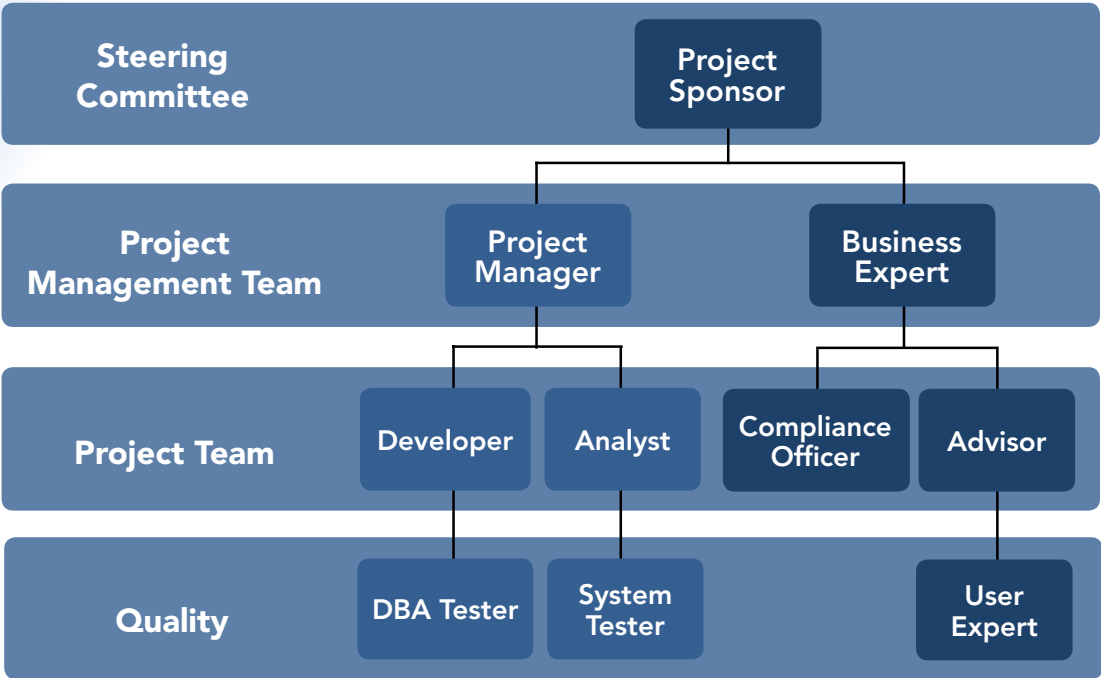 Steering
Committee
Project
Sponsor
Project
Management Team
Project
Manager
Business
Expert
Project Team
Developer
Analyst
Compliance
Officer
Advisor
Quality
DBA Tester
System
Tester
User
Expert